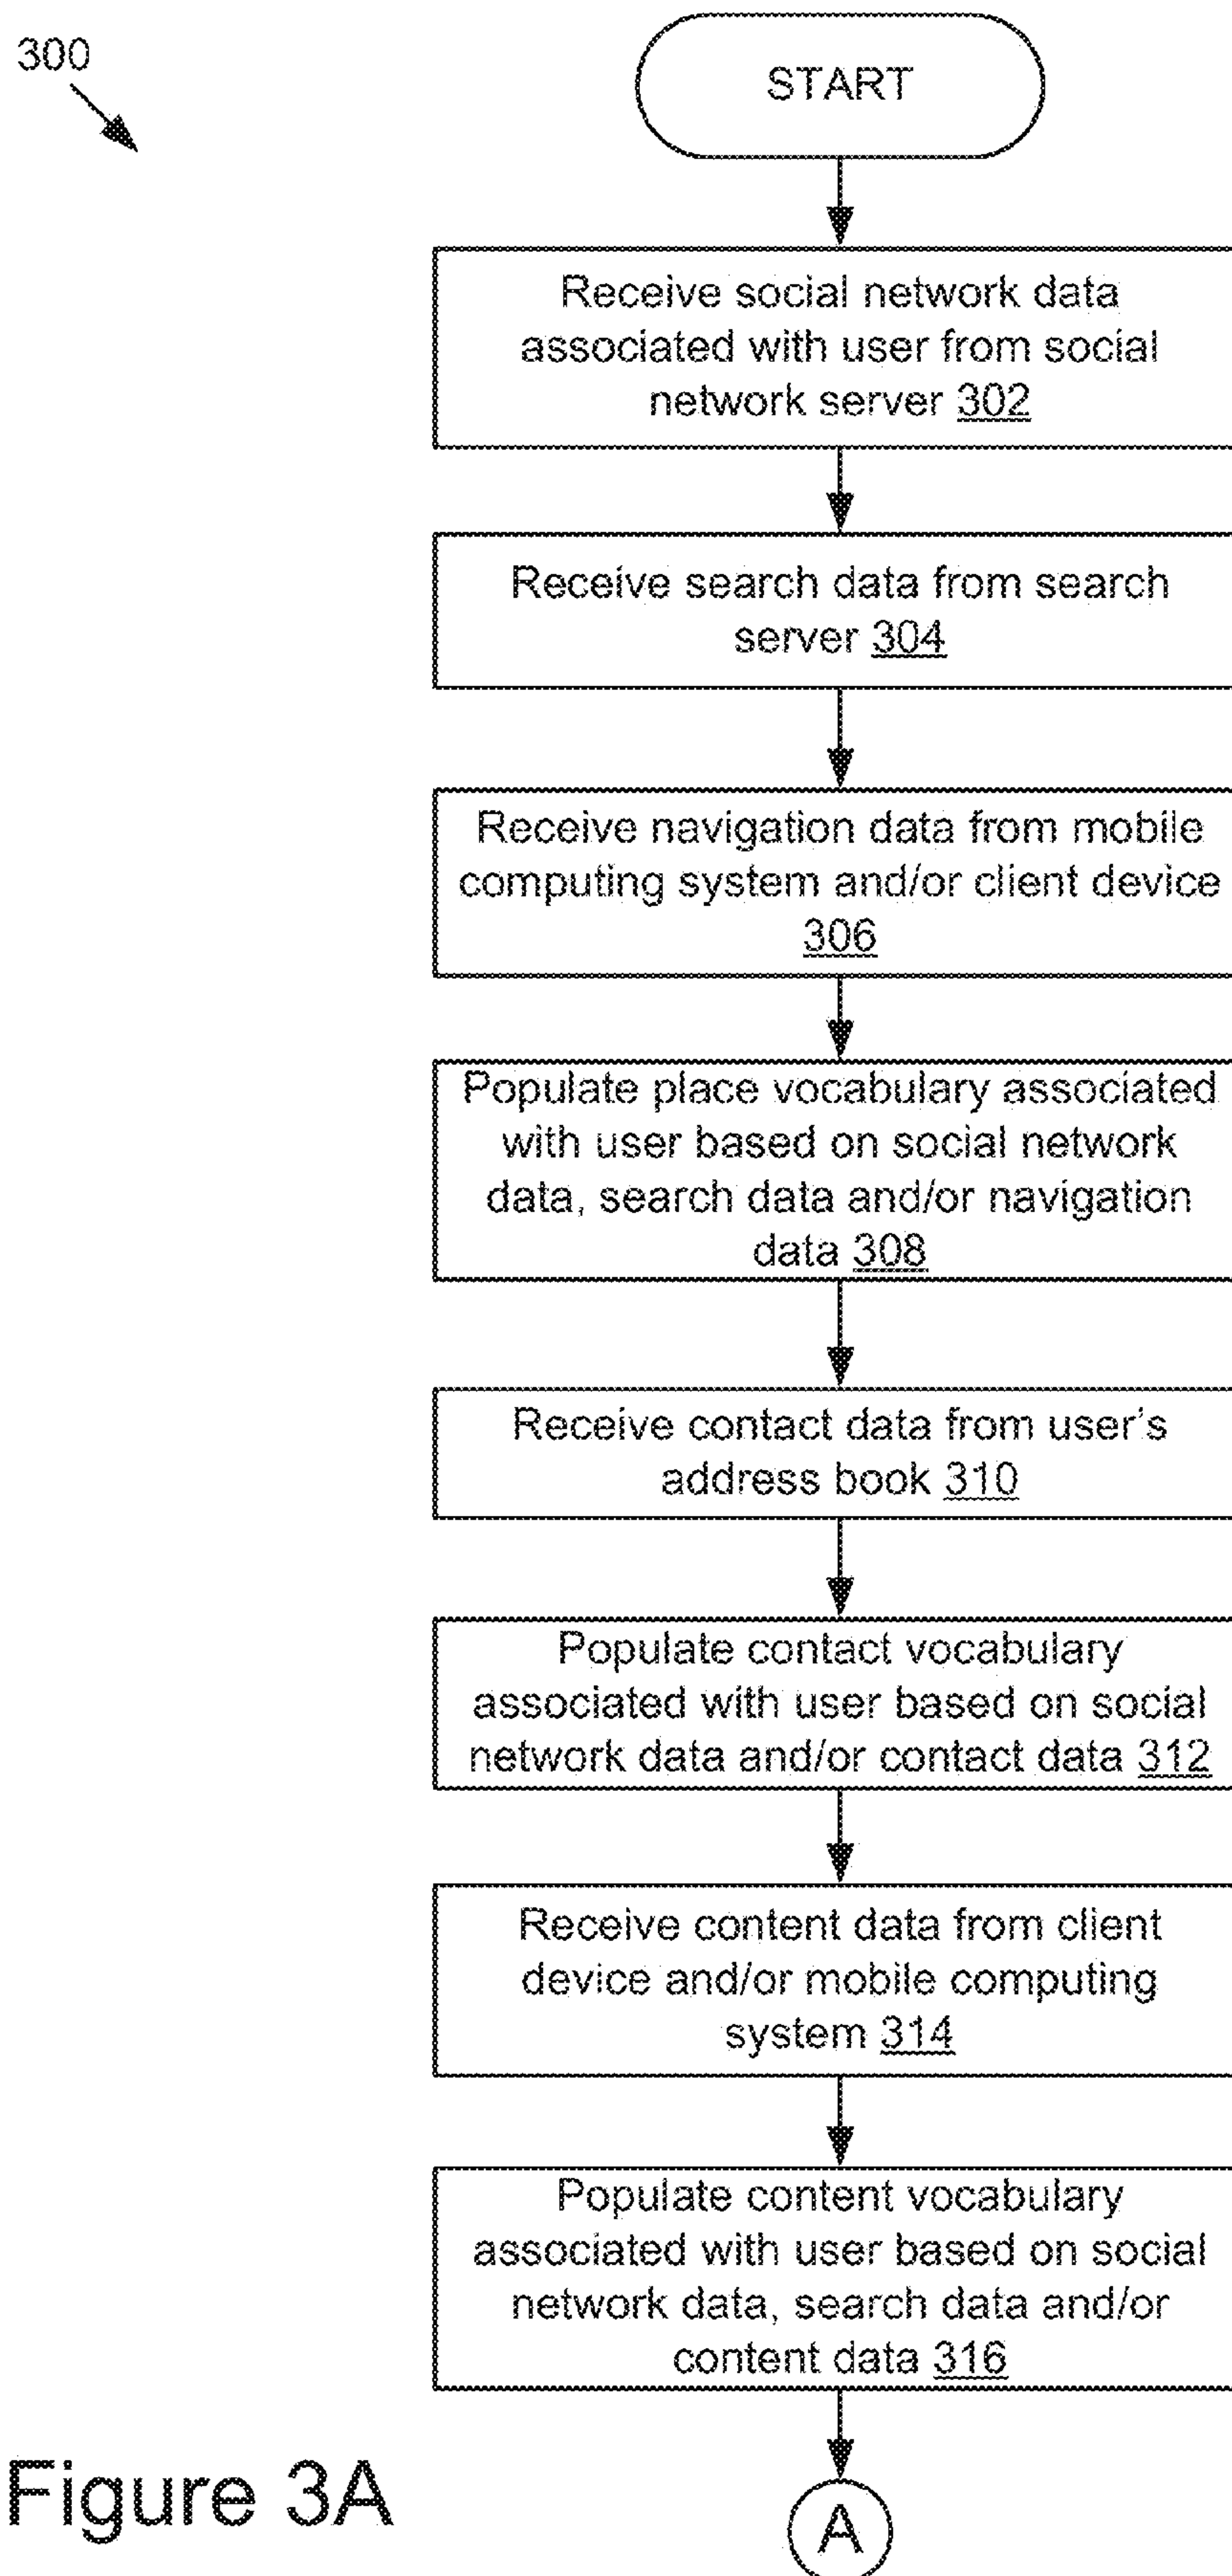 300
START
Receive social network data
associated with user from social
network server 302
Receive search data from search
server 304
Receive navigation data from mobile
computing system and/or client device
306
Populate place vocabulary associated
with user based on social network
data, search data and/or navigation
data 308
Receive contact data from user's
address book 310
Populate contact vocabulary
associated with user based on social
network data and/or contact data 312
Receive content data from client
device and/or mobile computing
system 314
Populate content vocabulary
associated with user based on social
network data, search data and/or
content data 316
Figure 3A
A